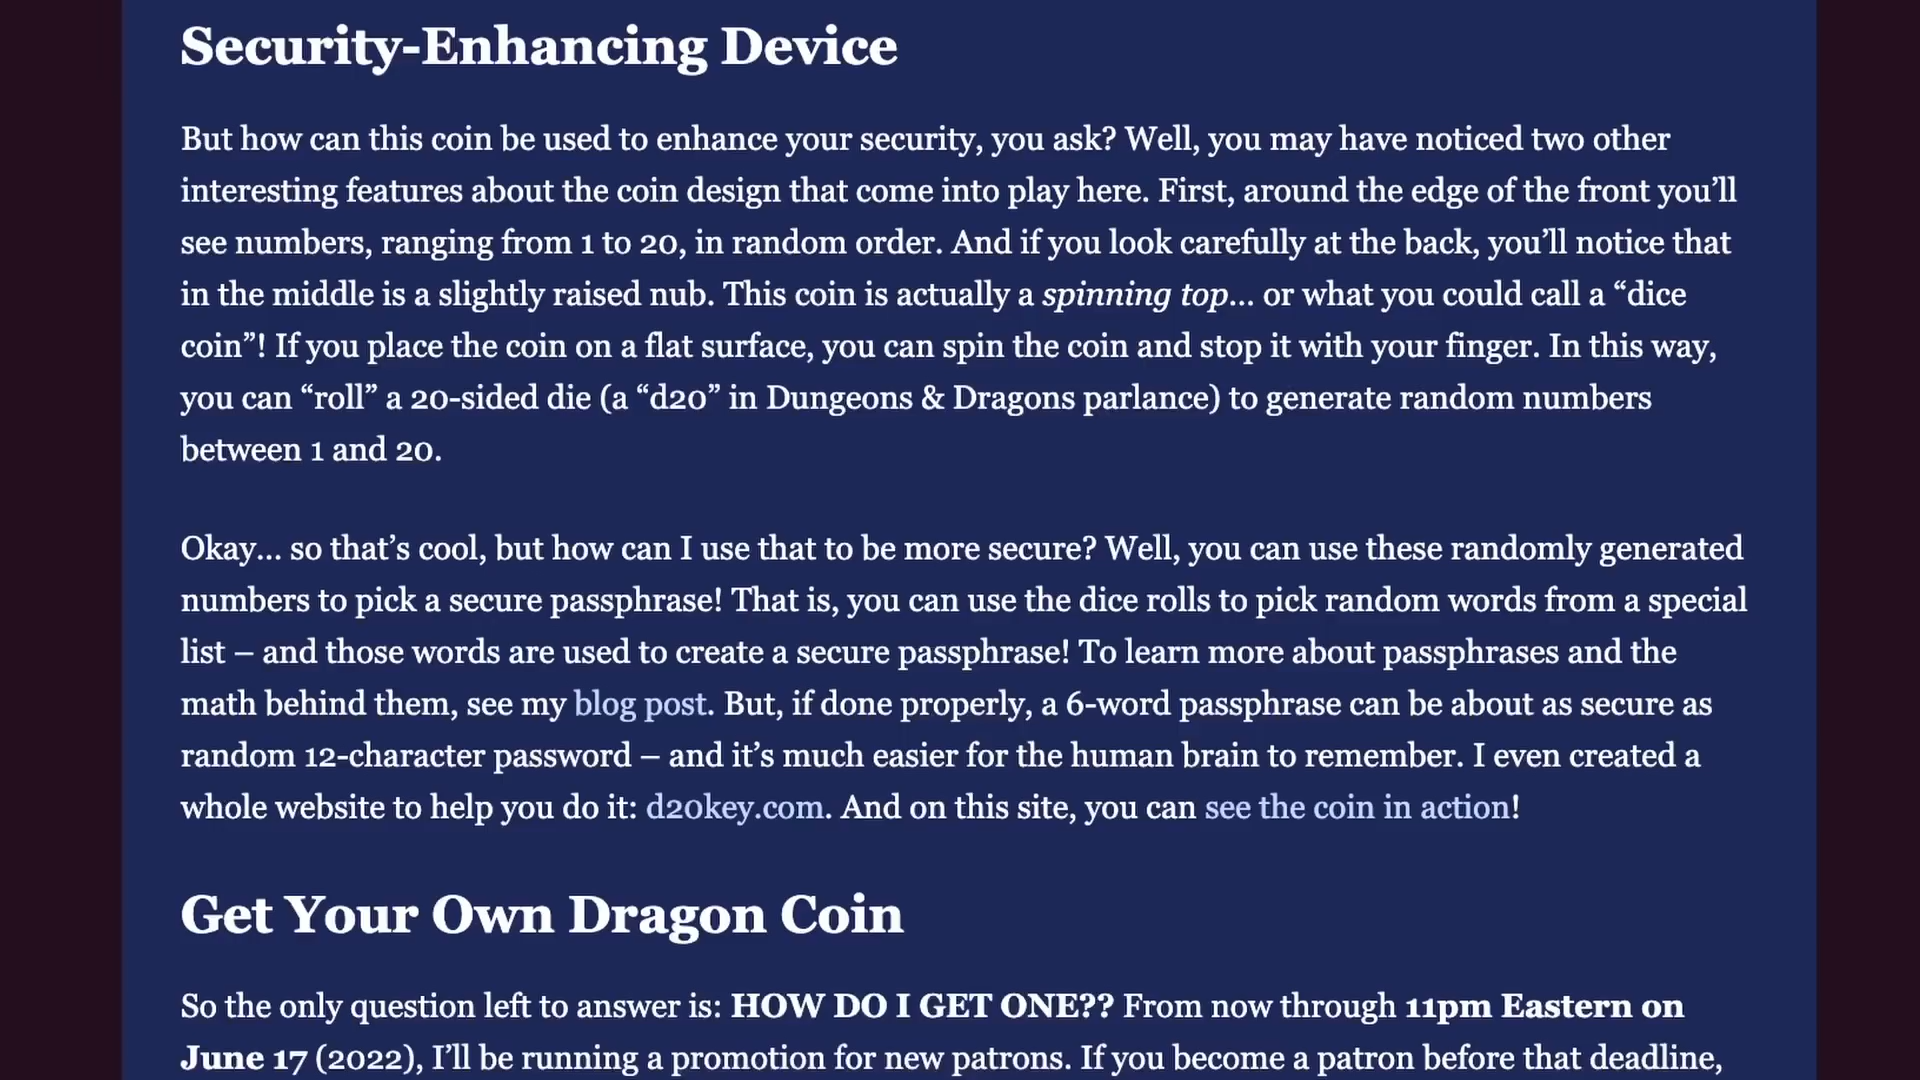 Security-Enhancing Device
But how can this coin be used to enhance your security, you ask? Well, you may have noticed two other
interesting features about the coin design that come into play here. First, around the edge of the front you’ll
see numbers, ranging from 1 to 20, in random order. And if you look carefully at the back, you’ll notice that
in the middle is a slightly raised nub. This coin is actually a spinning top… or what you could call a “dice
coin”! If you place the coin on a flat surface, you can spin the coin and stop it with your finger. In this way,
you can “roll” a 20-sided die (a “d20” in Dungeons & Dragons parlance) to generate random numbers
between 1 and 20.
Okay… so that’s cool, but how can I use that to be more secure? Well, you can use these randomly generated
numbers to pick a secure passphrase! That is, you can use the dice rolls to pick random words from a special
list – and those words are used to create a secure passphrase! To learn more about passphrases and the
math behind them, see my blog post. But, if done properly, a 6-word passphrase can be about as secure as
random 12-character password – and it’s much easier for the human brain to remember. I even created a
whole website to help you do it: d20key.com. And on this site, you can see the coin in action!
Get Your Own Dragon Coin
So the only question left to answer is: HOW DO I GET ONE?? From now through 11pm Eastern on
June 17 (2022), I’ll be running a promotion for new patrons. If you become a patron before that deadline,